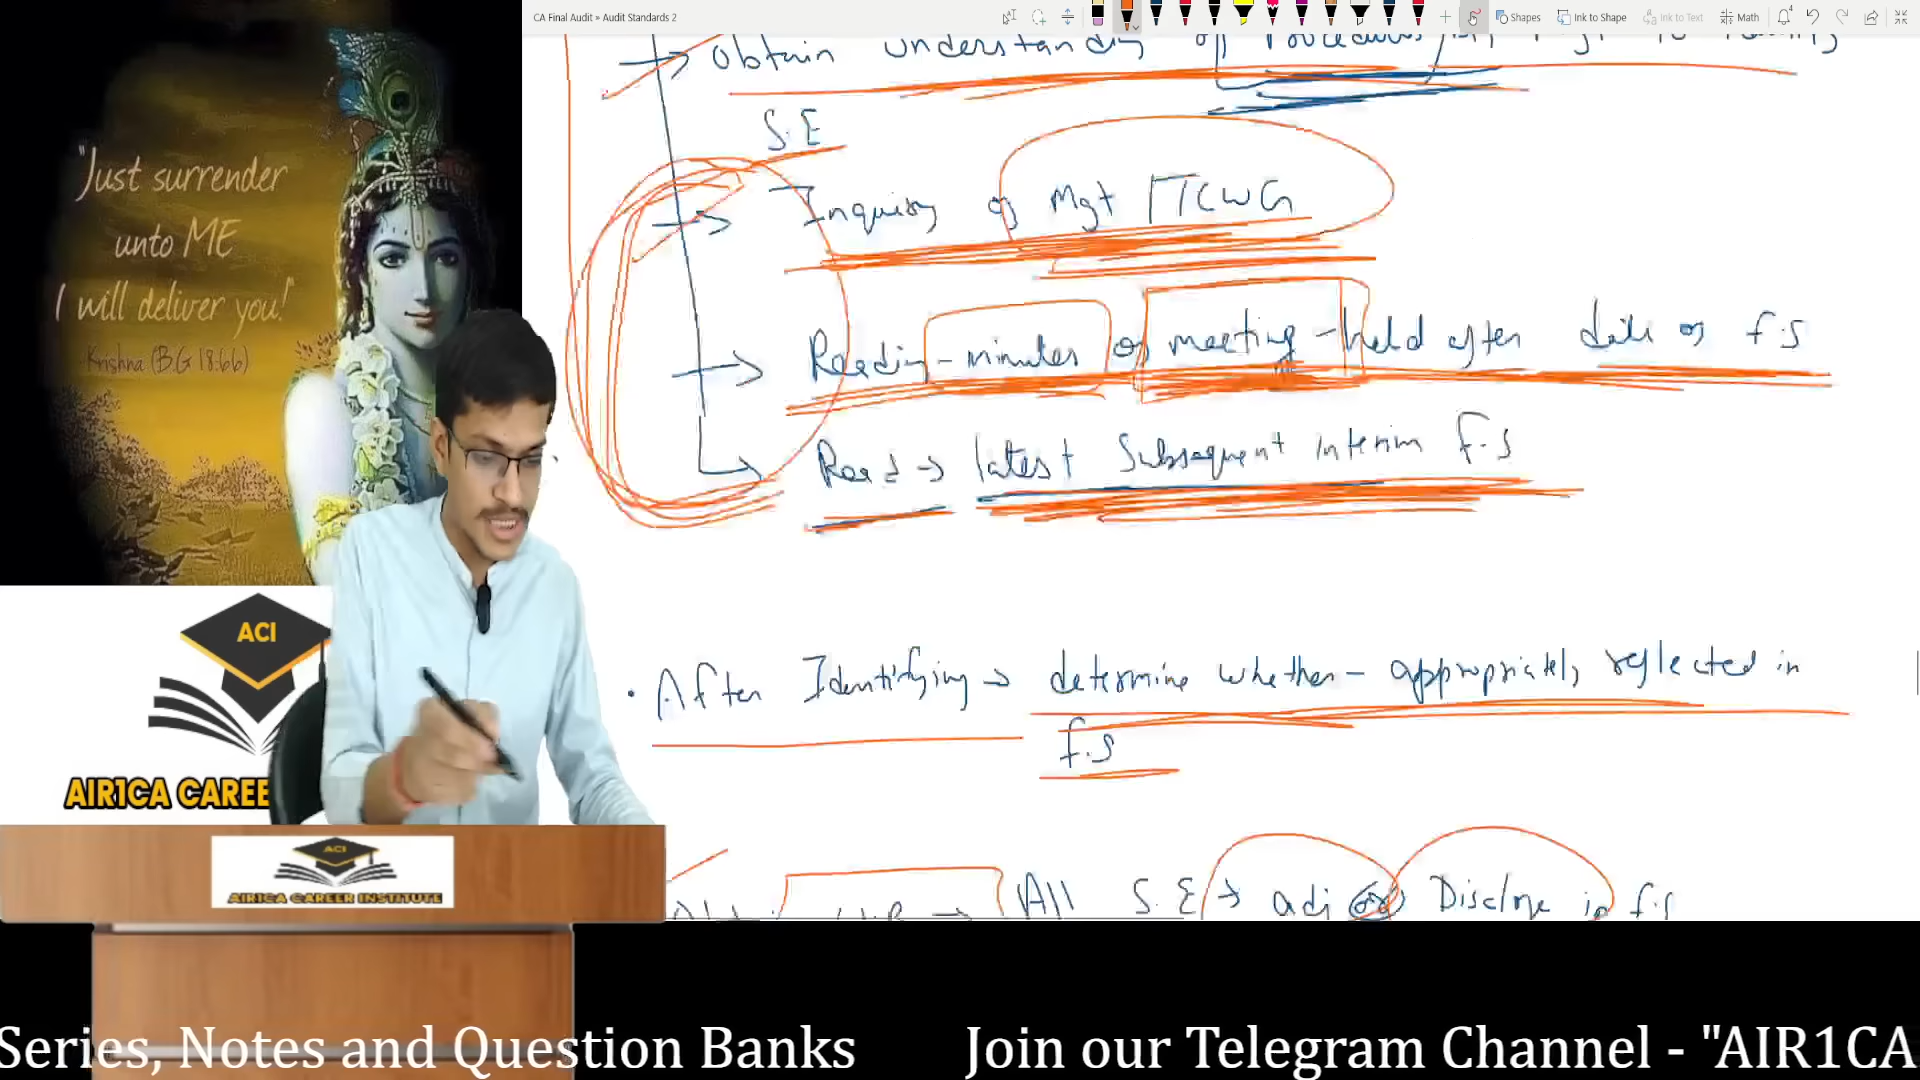 CA Final Audit » Audit Standards 2
Shapes
Ink to Shape
Ink to Text
Math
obtain understanding of Procedures
S.E
Inquiry of Mgt / TCWG
Reading - minutes of meeting - held after date of f.s
Read → latest subsequent interim f.s
• After Identifying → determine whether - appropriately reflected in
f.s
All S.E → adj or Disclose in f.s
"Just surrender
unto ME
I will deliver you!"
Krishna (B.G 18:66)
ACI
AIR1CA CAREE
ACI
AIR1CA CAREER INSTITUTE
Series, Notes and Question Banks Join our Telegram Channel - "AIR1CA